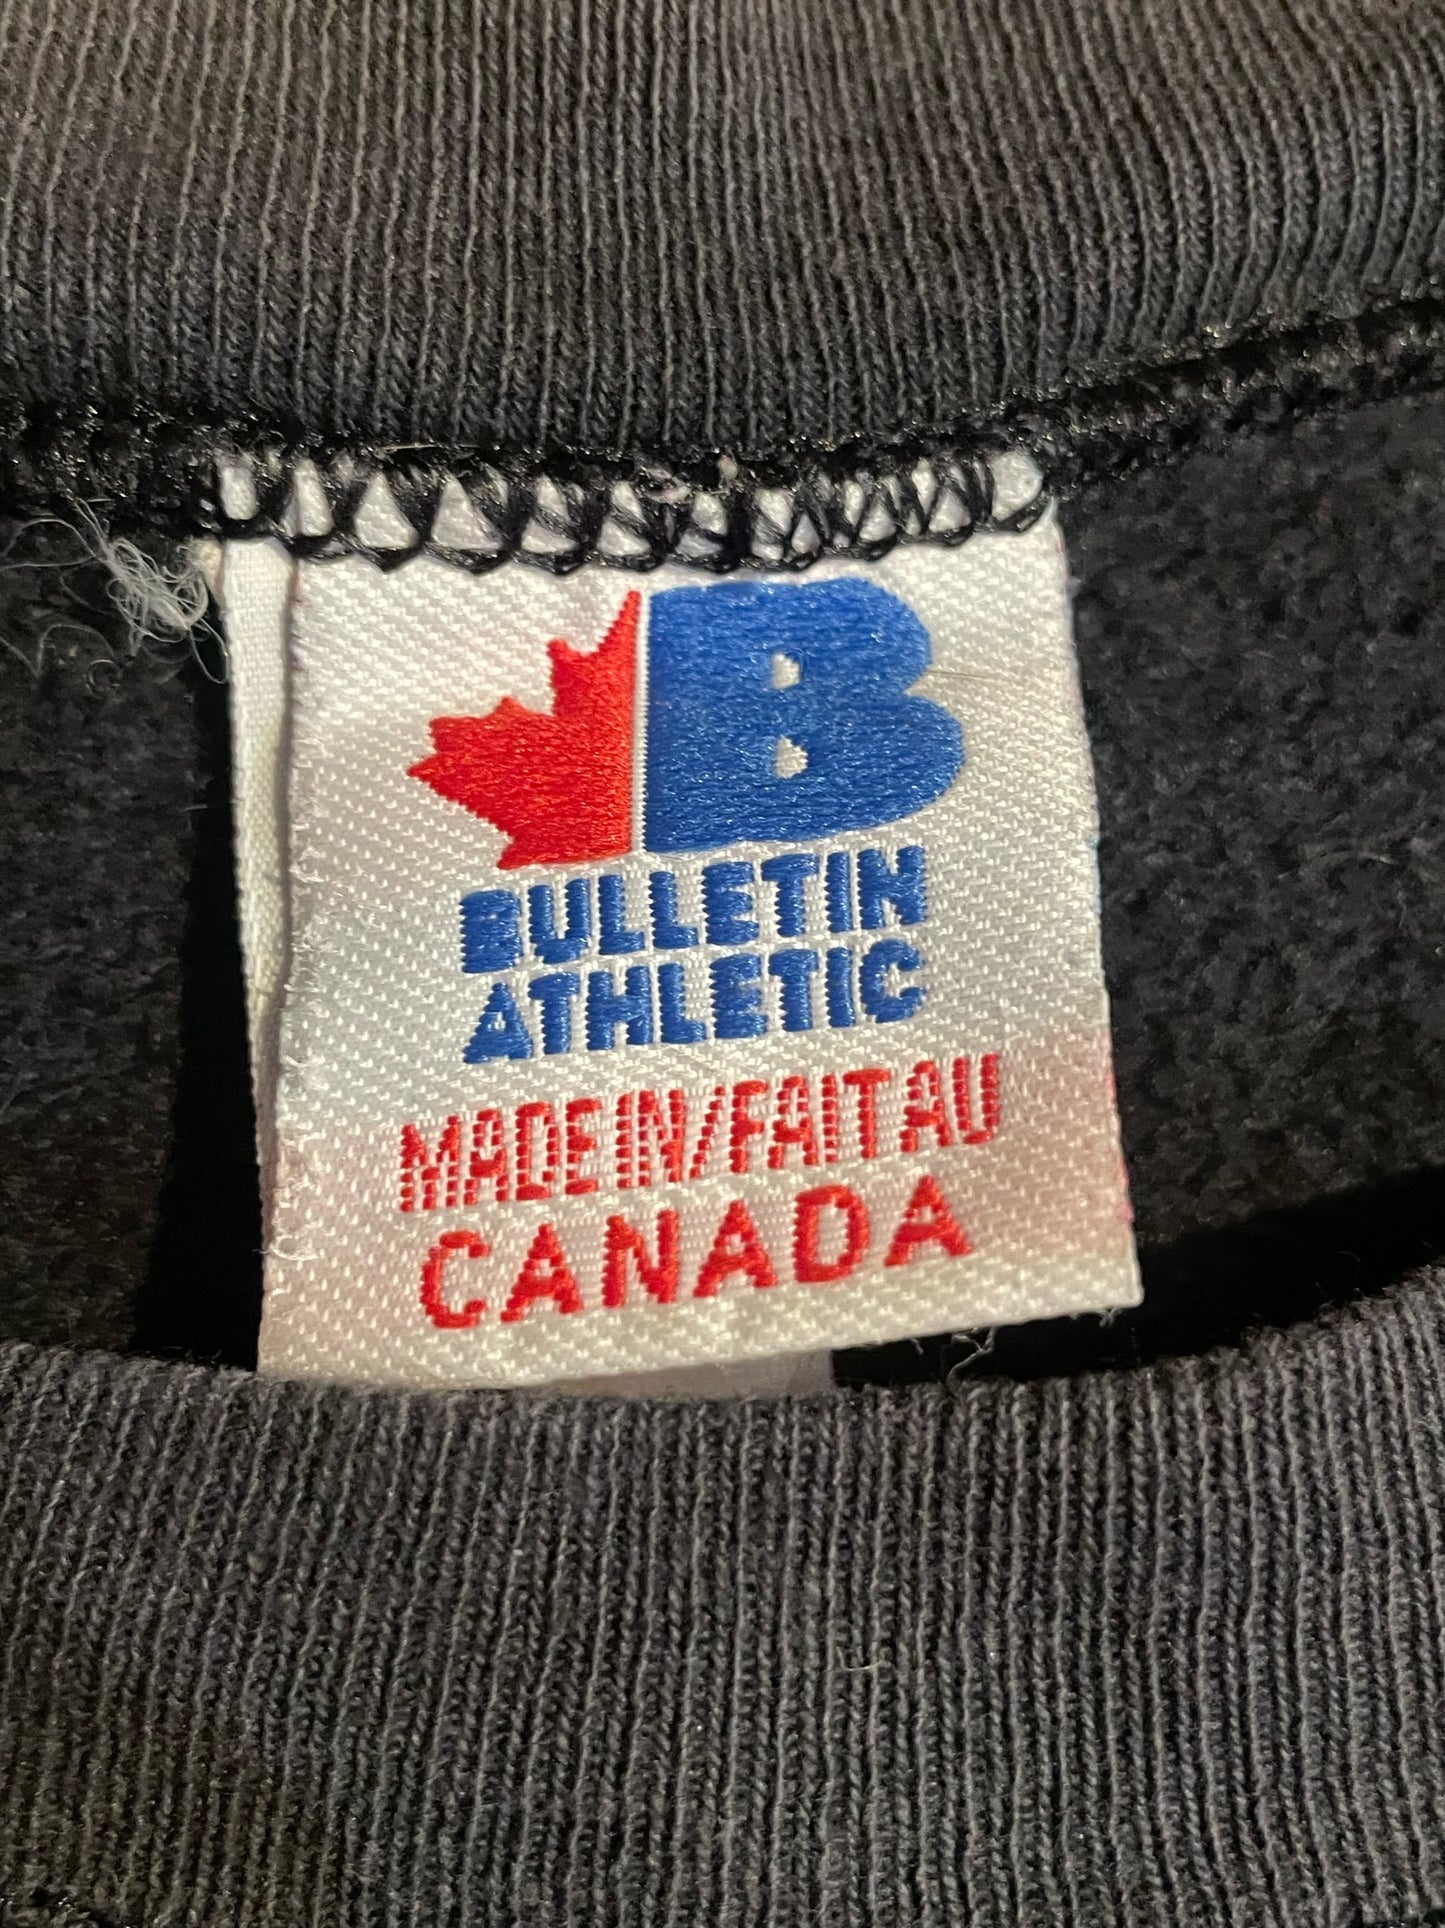 B
BULLETIN
ATHLETIC
MADE IN/FAIT AU
CANADA